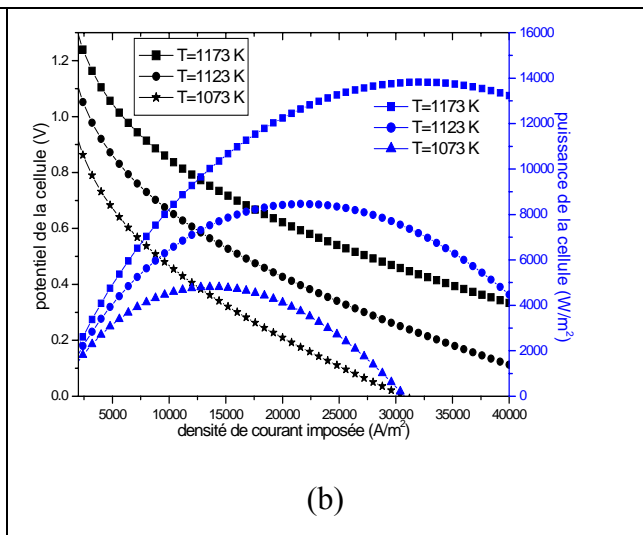 T=1173 K
T=1123 K
T=1073 K
T=1173 K
T=1123 K
T=1073 K
potentiel de la cellule (V)
1.2
1.0
0.8
0.6
0.4
0.2
0.0
puissance de la cellule (W/m²)
16000
14000
12000
10000
8000
6000
4000
2000
0
5000 10000 15000 20000 25000 30000 35000 40000
densité de courant imposée (A/m²)
(b)